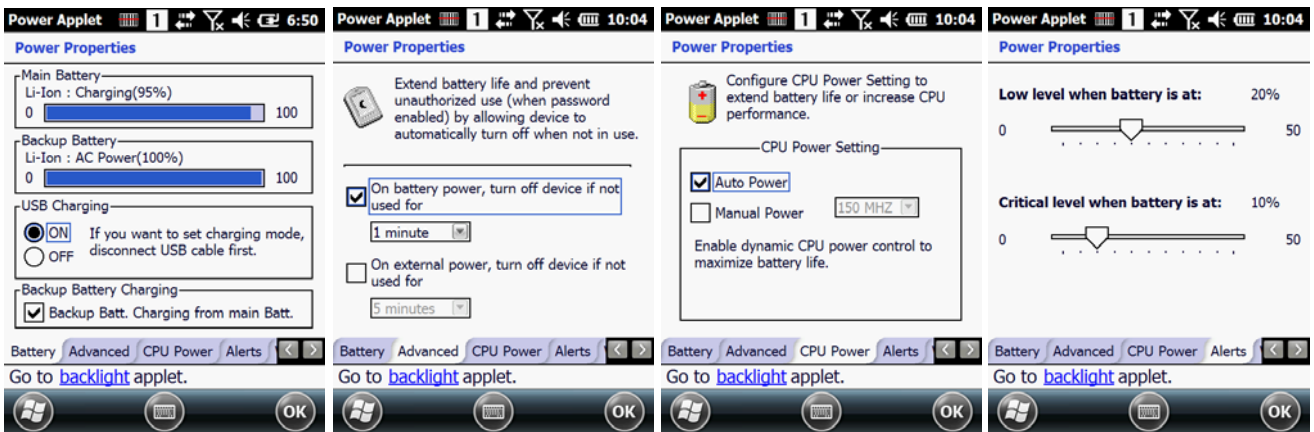 Power Applet 1 6:50
Power Properties
Main Battery
Li-Ion : Charging(95%)
0 100
Backup Battery
Li-Ion : AC Power(100%)
0 100
USB Charging
ON
OFF
If you want to set charging mode,
disconnect USB cable first.
Backup Battery Charging
Backup Batt. Charging from main Batt.
Battery Advanced CPU Power Alerts
Go to backlight applet.
OK
Power Applet 1 10:04
Power Properties
Extend battery life and prevent
unauthorized use (when password
enabled) by allowing device to
automatically turn off when not in use.
On battery power, turn off device if not
used for
1 minute
On external power, turn off device if not
used for
5 minutes
Battery Advanced CPU Power Alerts
Go to backlight applet.
OK
Power Applet 1 10:04
Power Properties
Configure CPU Power Setting to
extend battery life or increase CPU
performance.
CPU Power Setting
Auto Power
Manual Power 150 MHZ
Enable dynamic CPU power control to
maximize battery life.
Battery Advanced CPU Power Alerts
Go to backlight applet.
OK
Power Applet 1 10:04
Power Properties
Low level when battery is at: 20%
0 50
Critical level when battery is at: 10%
0 50
Battery Advanced CPU Power Alerts
Go to backlight applet.
OK